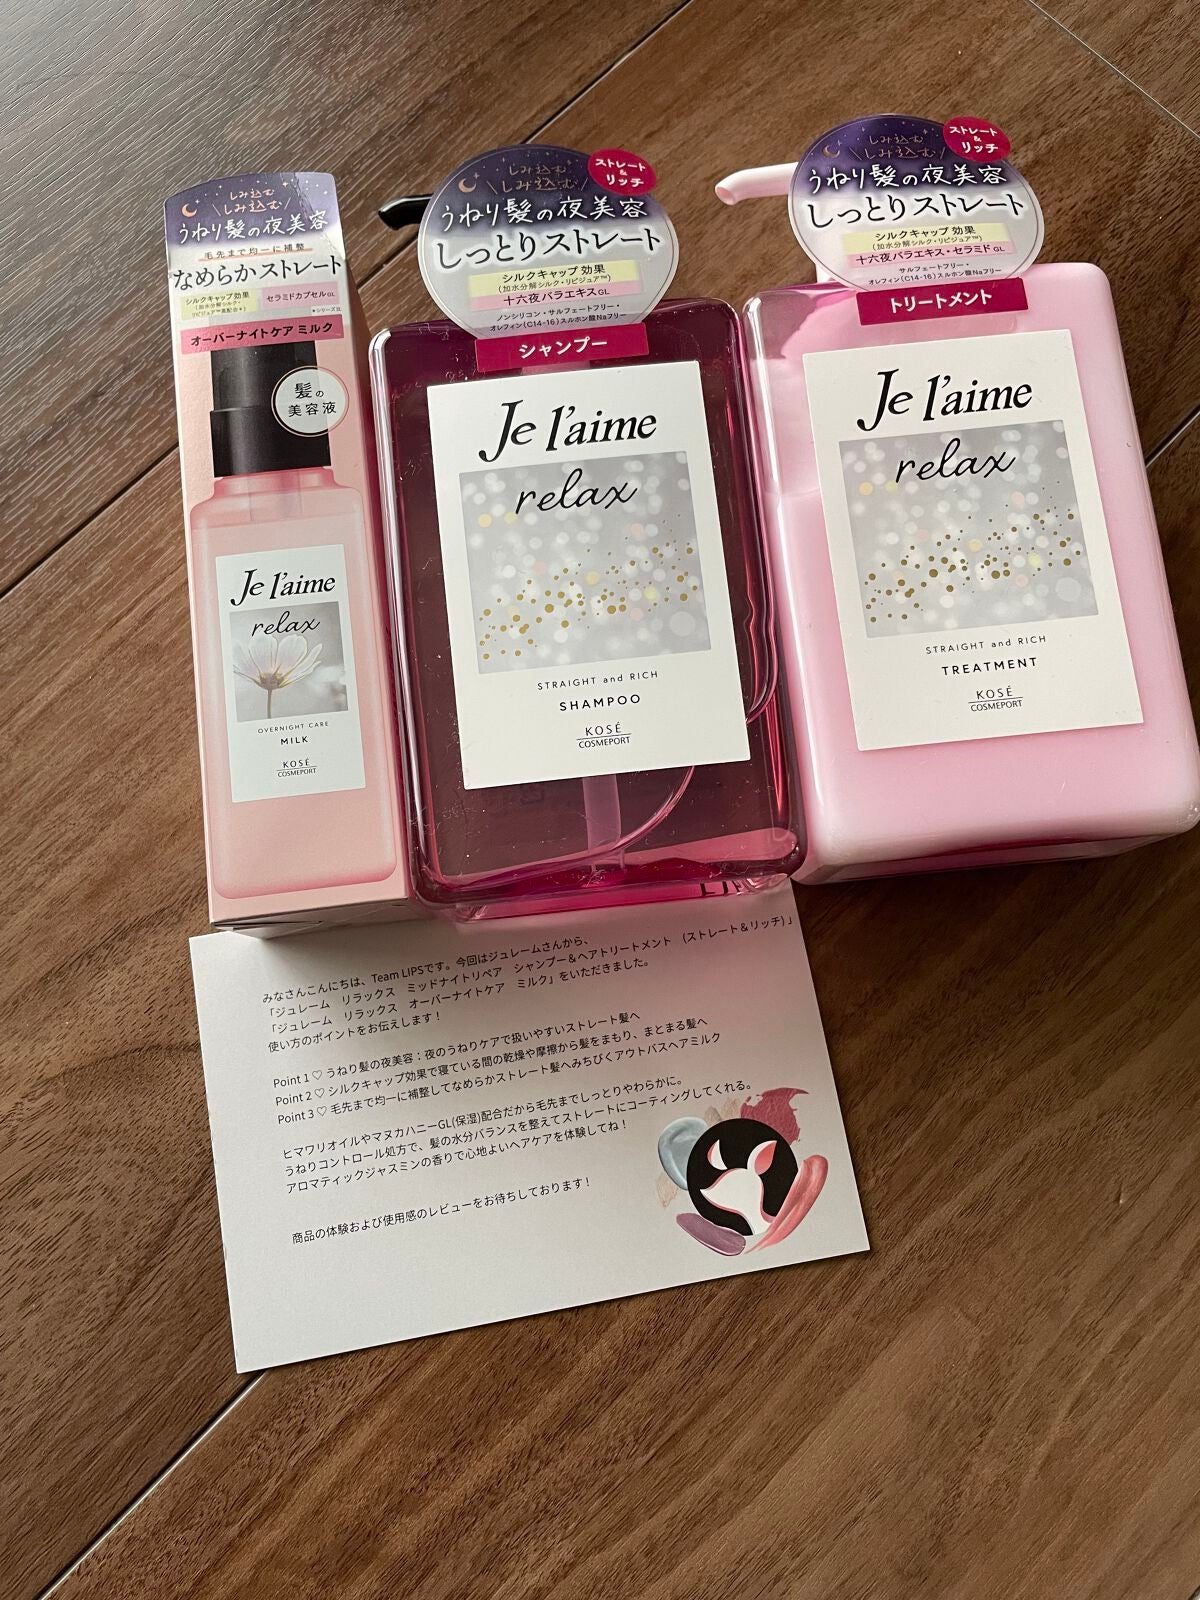 しみ込む
\しみ込む/
うねり髪の夜美容
毛先まで均一に補整
なめらかストレート
シルクキャップ効果
(加水分解シルク・
セラミドカプセルGL
オーバーナイトケア ミルク
髪の
美容液
Je l'aime
relax
OVERNIGHT CARE
MILK
KOSÉ
COSMEPORT
しみ込む
\しみ込む/
ストレート
&
リッチ
うねり髪の夜美容
しっとりストレート
シルクキャップ効果
(加水分解シルク・リピジュア™)
十六夜バラエキスGL
ノンシリコン・サルフェートフリー・
オレフィン(C14-16)スルホン酸Naフリー
シャンプー
Je l'aime
relax
STRAIGHT and RICH
SHAMPOO
KOSÉ
COSMEPORT
しみ込む
\しみ込む/
ストレート
&
リッチ
うねり髪の夜美容
しっとりストレート
シルクキャップ効果
(加水分解シルク・リピジュア™)
十六夜バラエキス・セラミドGL
サルフェートフリー・
オレフィン(C14-16)スルホン酸Naフリー
トリートメント
Je l'aime
relax
STRAIGHT and RICH
TREATMENT
KOSÉ
COSMEPORT
みなさんこんにちは、Team LIPSです。今回はジュレームさんから、
「ジュレーム リラックス ミッドナイトリペア シャンプー＆ヘアトリートメント (ストレート＆リッチ)」
「ジュレーム リラックス オーバーナイトケア ミルク」をいただきました。
使い方のポイントをお伝えします！
Point 1 ♡ うねり髪の夜美容：夜のうねりケアで扱いやすいストレート髪へ
Point 2 ♡ シルクキャップ効果で寝ている間の乾燥や摩擦から髪をまもり、まとまる髪へ
Point 3 ♡ 毛先まで均一に補整してなめらかストレート髪へみちびくアウトバスヘアミルク
ヒマワリオイルやマヌカハニーGL(保湿)配合だから毛先までしっとりやわらかに。
うねりコントロール処方で、髪の水分バランスを整えてストレートにコーティングしてくれる。
アロマティックジャスミンの香りで心地よいヘアケアを体験してね！
商品の体験および使用感のレビューをお待ちしております！